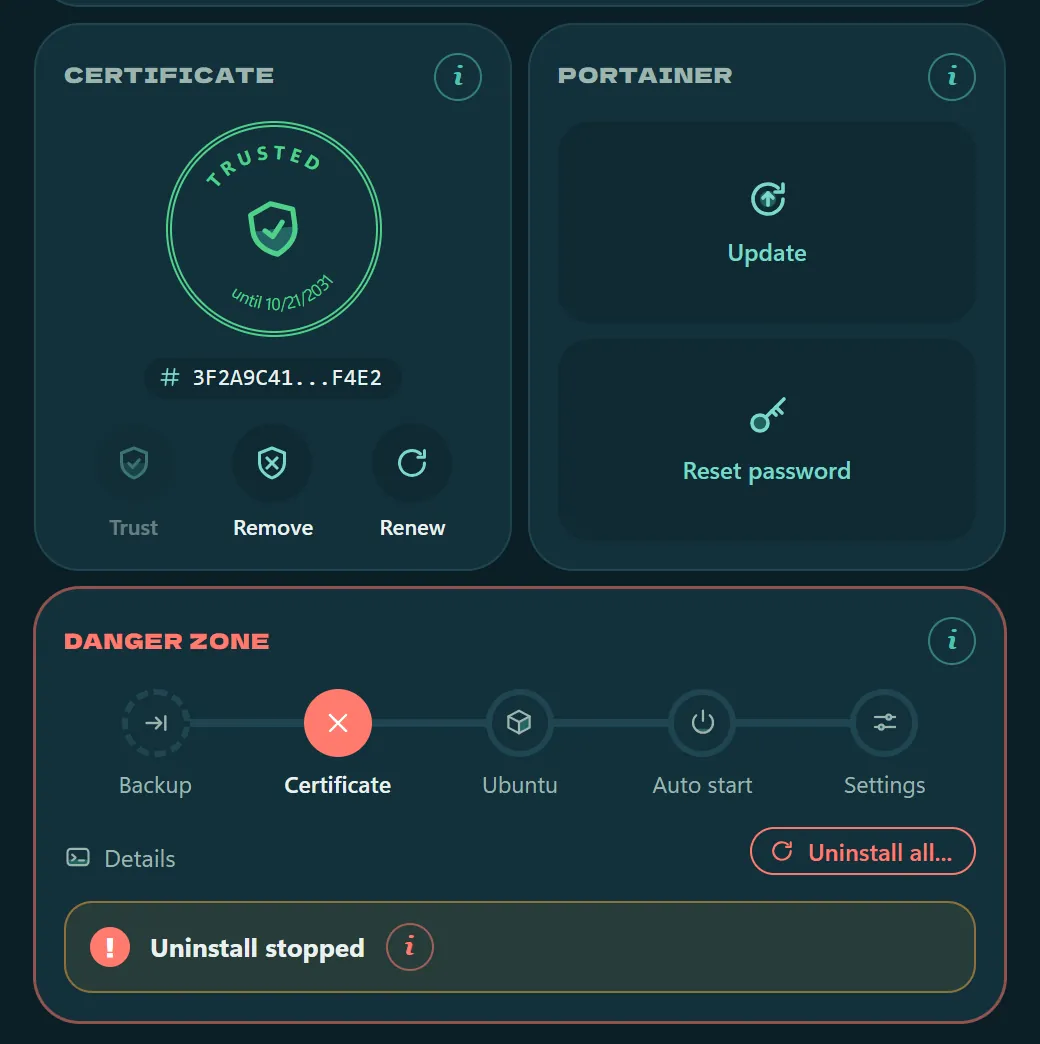 CERTIFICATE
i
TRUSTED
until 10/21/2031
# 3F2A9C41...F4E2
Trust
Remove
Renew
PORTAINER
i
Update
Reset password
DANGER ZONE
i
Backup
Certificate
Ubuntu
Auto start
Settings
Details
Uninstall all...
! Uninstall stopped i